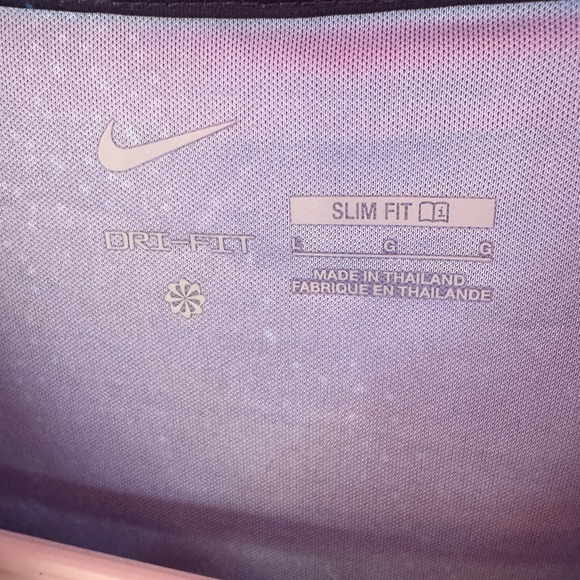 SLIM FIT
DRI-FIT
L G G
MADE IN THAILAND
FABRIQUE EN THAILANDE